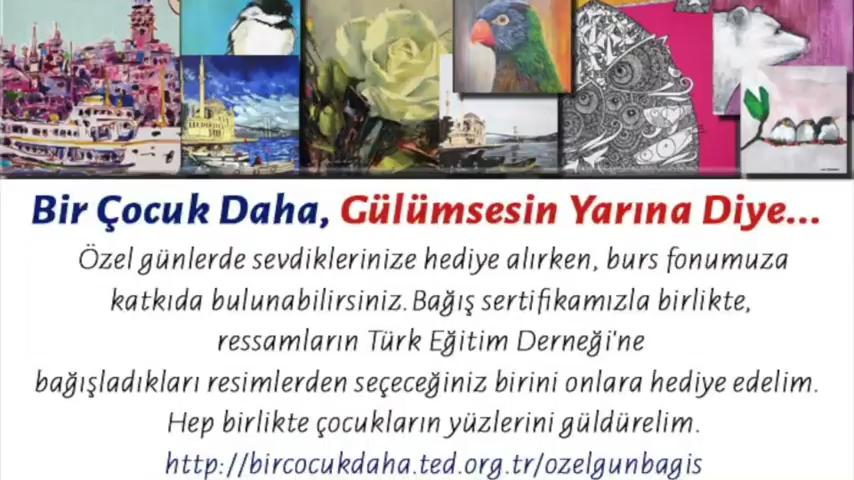 Bir Çocuk Daha, Gülümsesin Yarına Diye...
Özel günlerde sevdiklerinize hediye alırken, burs fonumuza
katkıda bulunabilirsiniz. Bağış sertifikamızla birlikte,
ressamların Türk Eğitim Derneği'ne
bağışladıkları resimlerden seçeceğiniz birini onlara hediye edelim.
Hep birlikte çocukların yüzlerini güldürelim.
http://bircocukdaha.ted.org.tr/ozelgunbagis